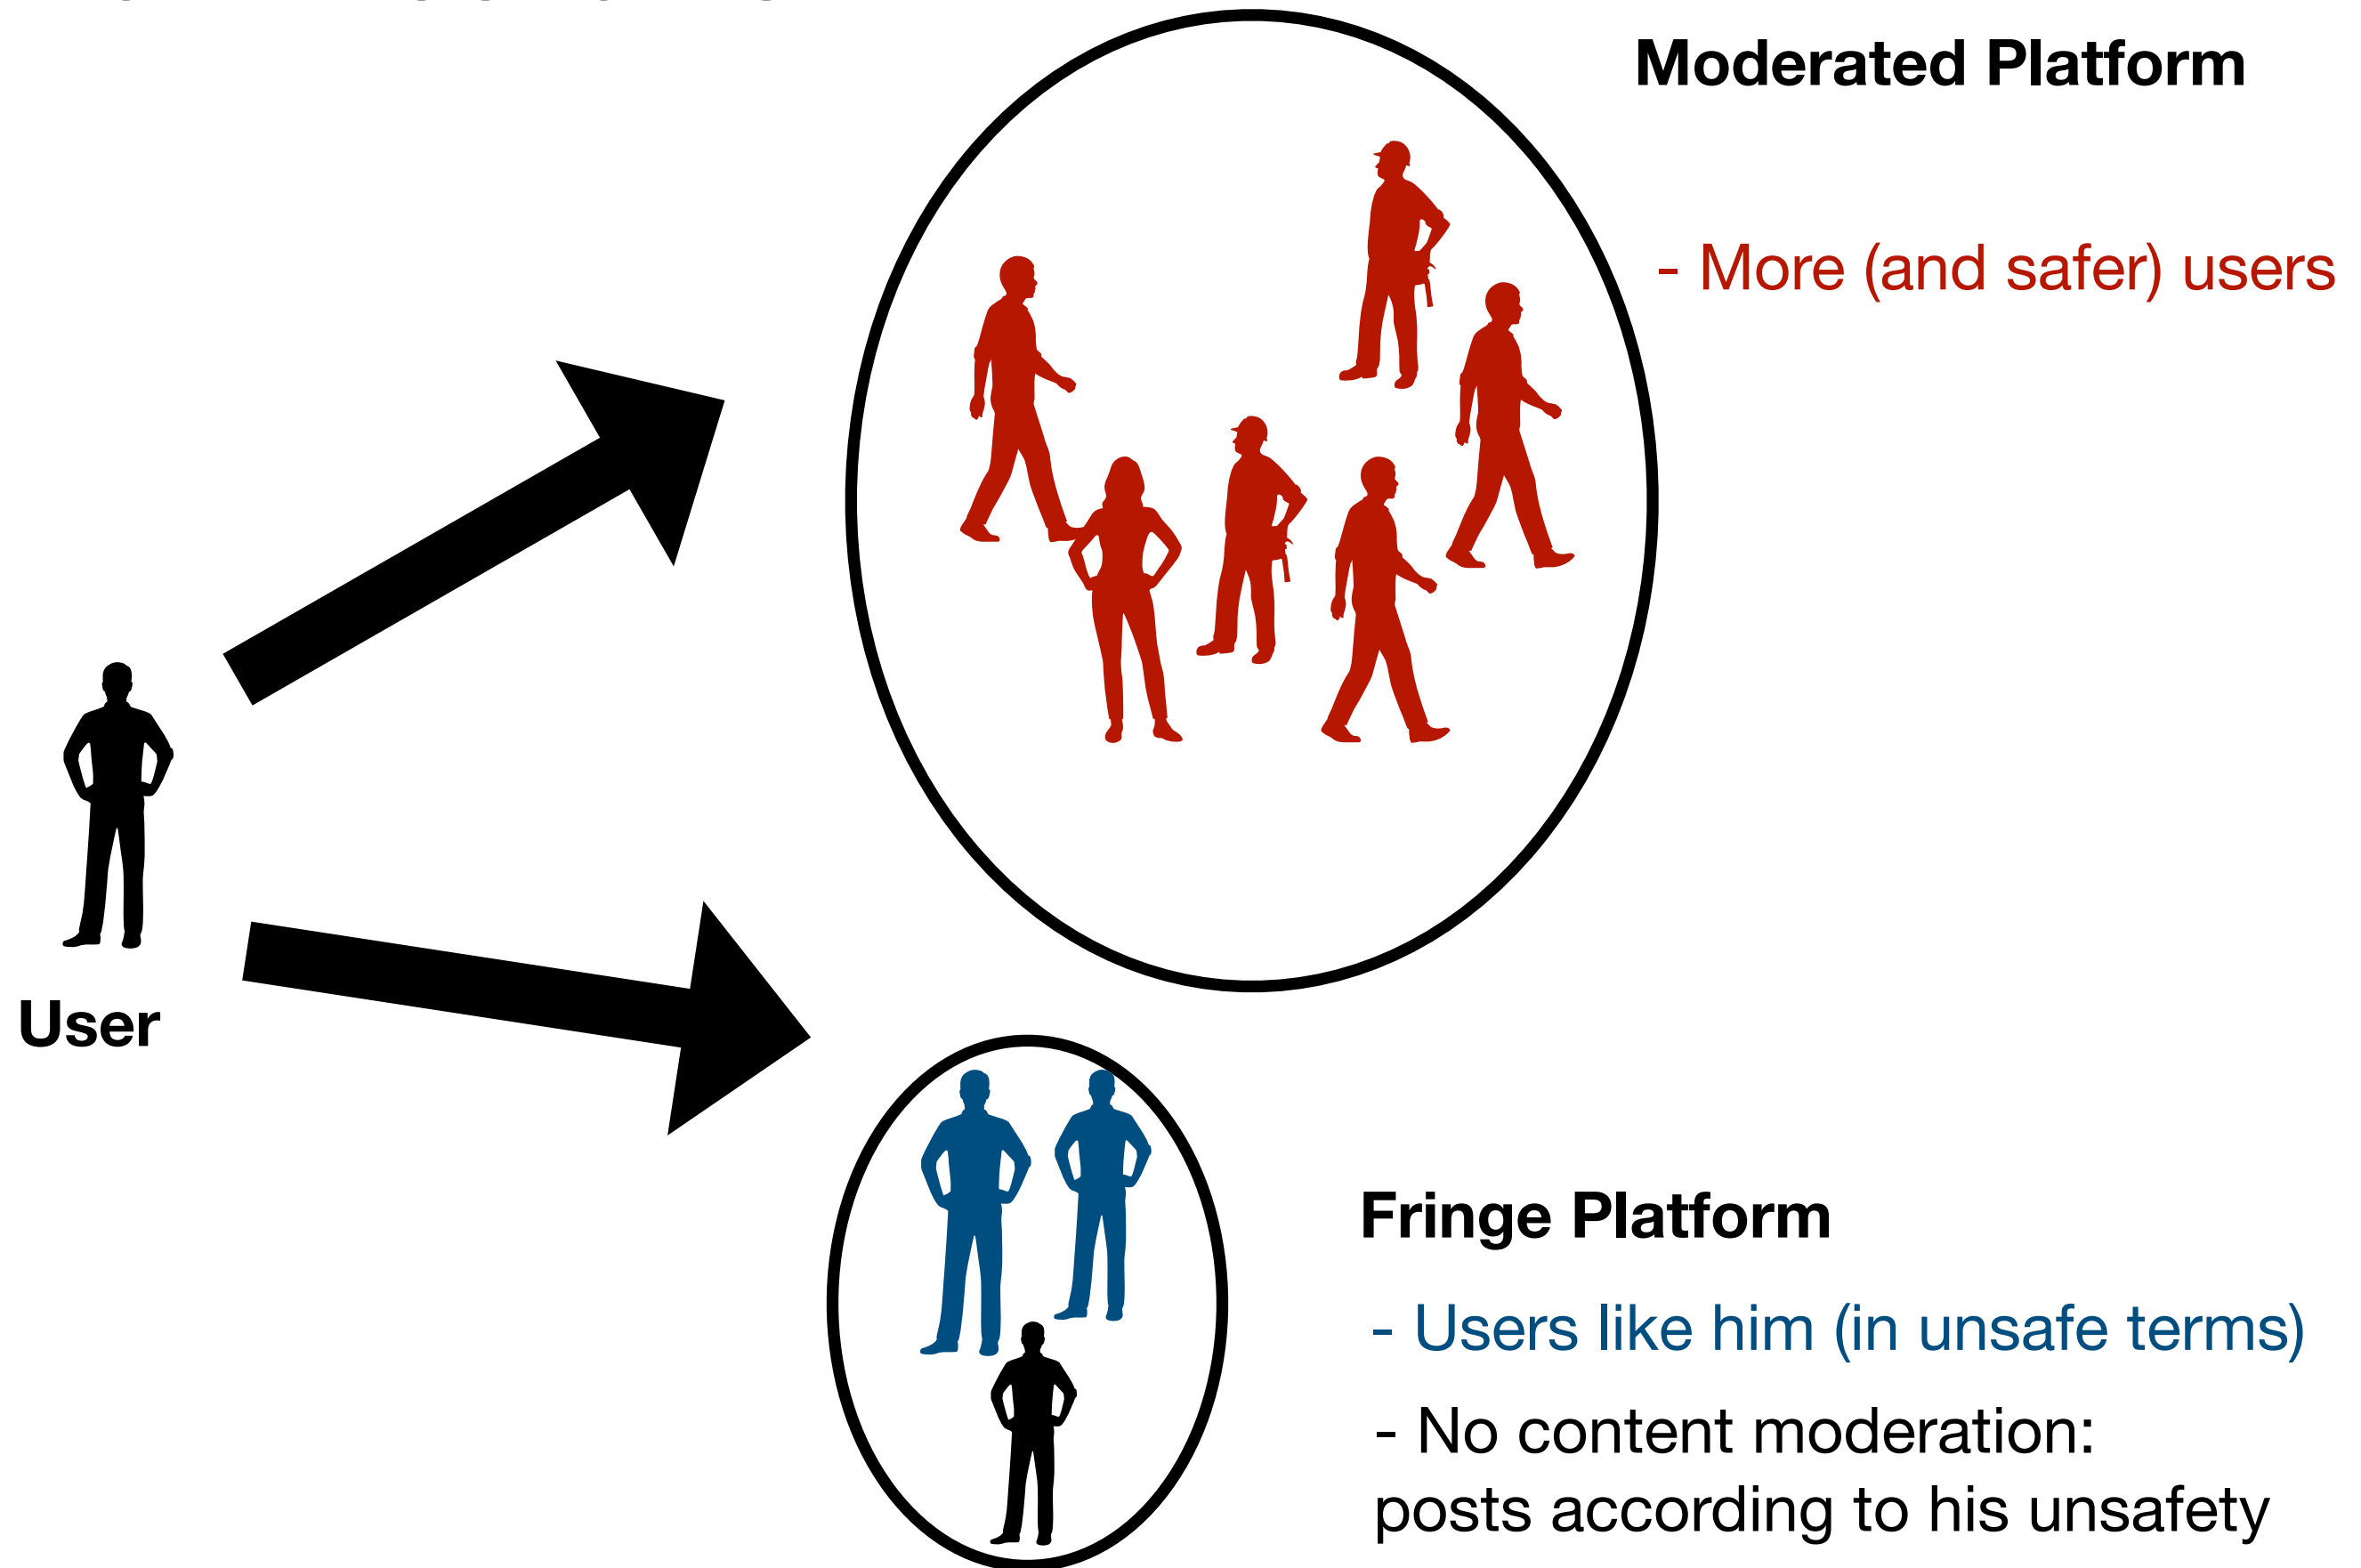 Moderated Platform
- More (and safer) users
User
Fringe Platform
- Users like him (in unsafe terms)
- No content moderation:
posts according to his unsafety